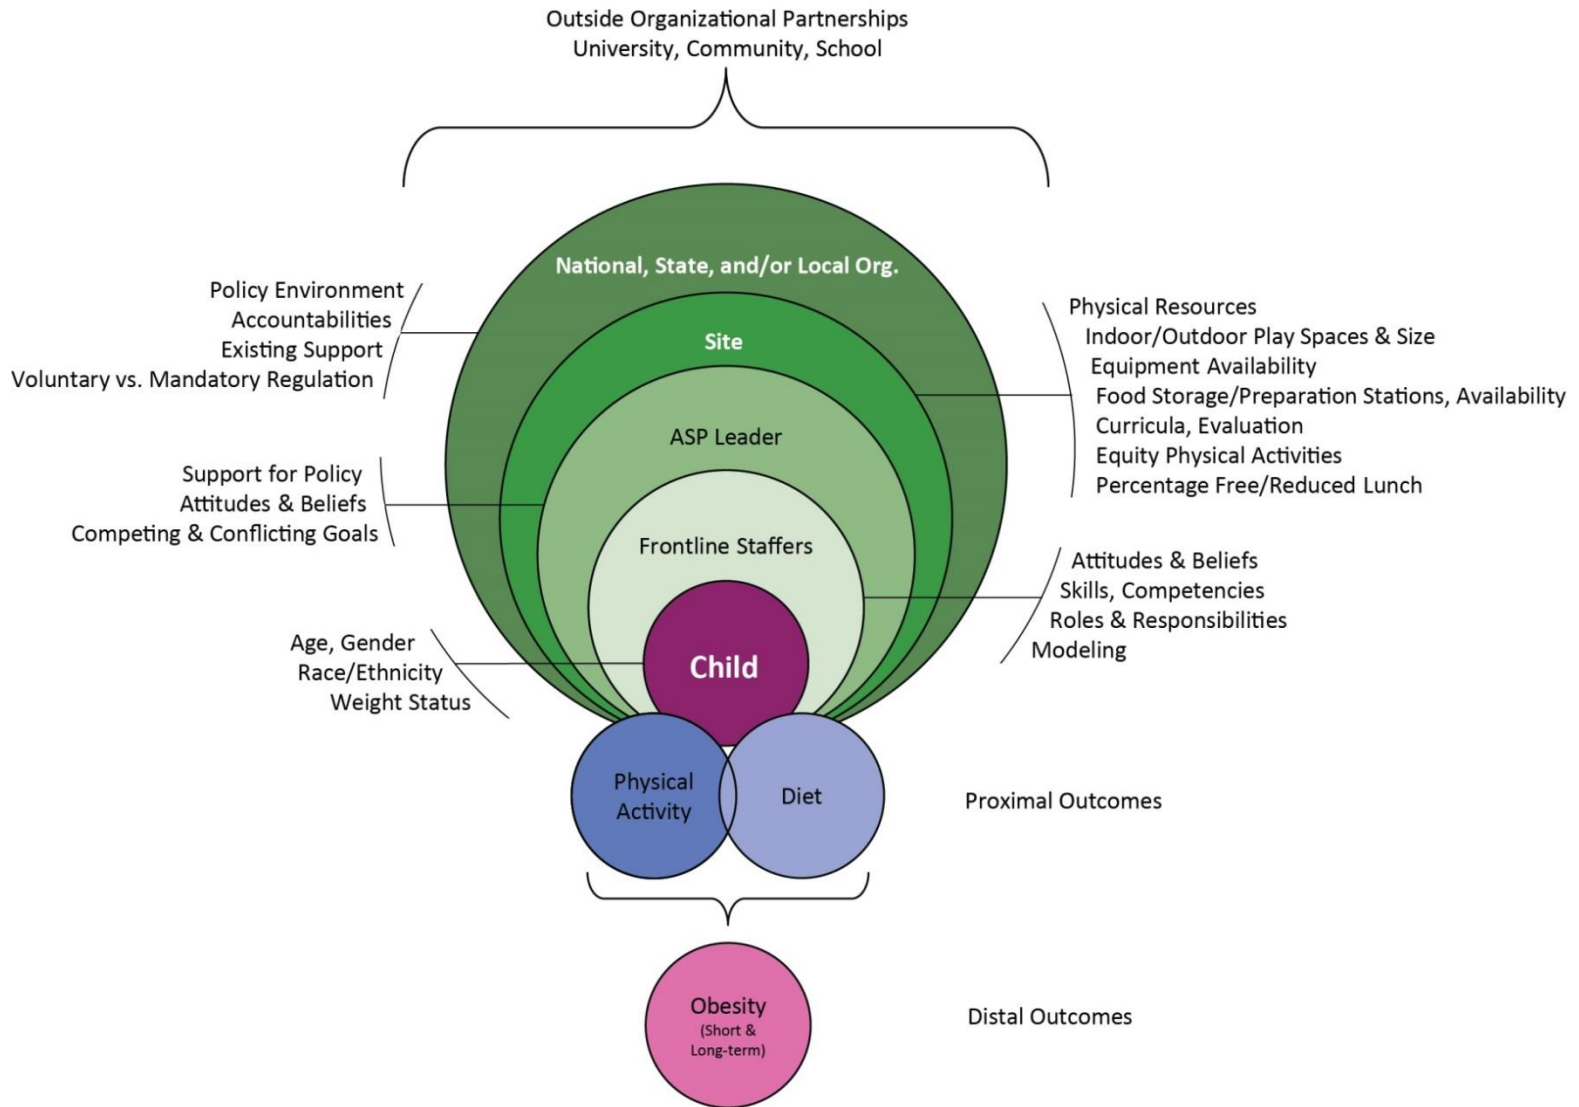 Outside Organizational Partnerships
University, Community, School
National, State, and/or Local Org.
Policy Environment
Accountabilities
Existing Support
Voluntary vs. Mandatory Regulation
Site
Physical Resources
Indoor/Outdoor Play Spaces & Size
Equipment Availability
Food Storage/Preparation Stations, Availability
Curricula, Evaluation
Equity Physical Activities
Percentage Free/Reduced Lunch
ASP Leader
Support for Policy
Attitudes & Beliefs
Competing & Conflicting Goals
Frontline Staffers
Attitudes & Beliefs
Skills, Competencies
Roles & Responsibilities
Modeling
Age, Gender
Race/Ethnicity
Weight Status
Child
Physical
Activity
Diet
Proximal Outcomes
Obesity
(Short &
Long-term)
Distal Outcomes